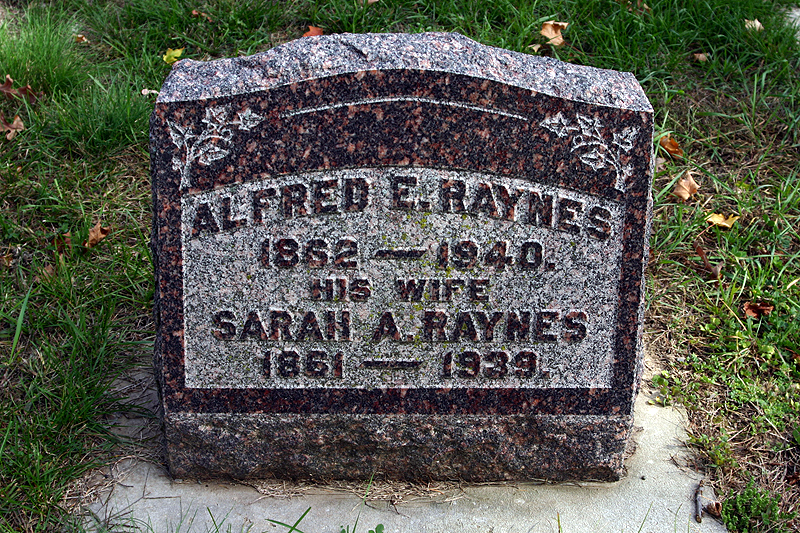 ALFRED E. RAYNES
1862 — 1940.
HIS WIFE
SARAH A. RAYNES
1861 — 1939.